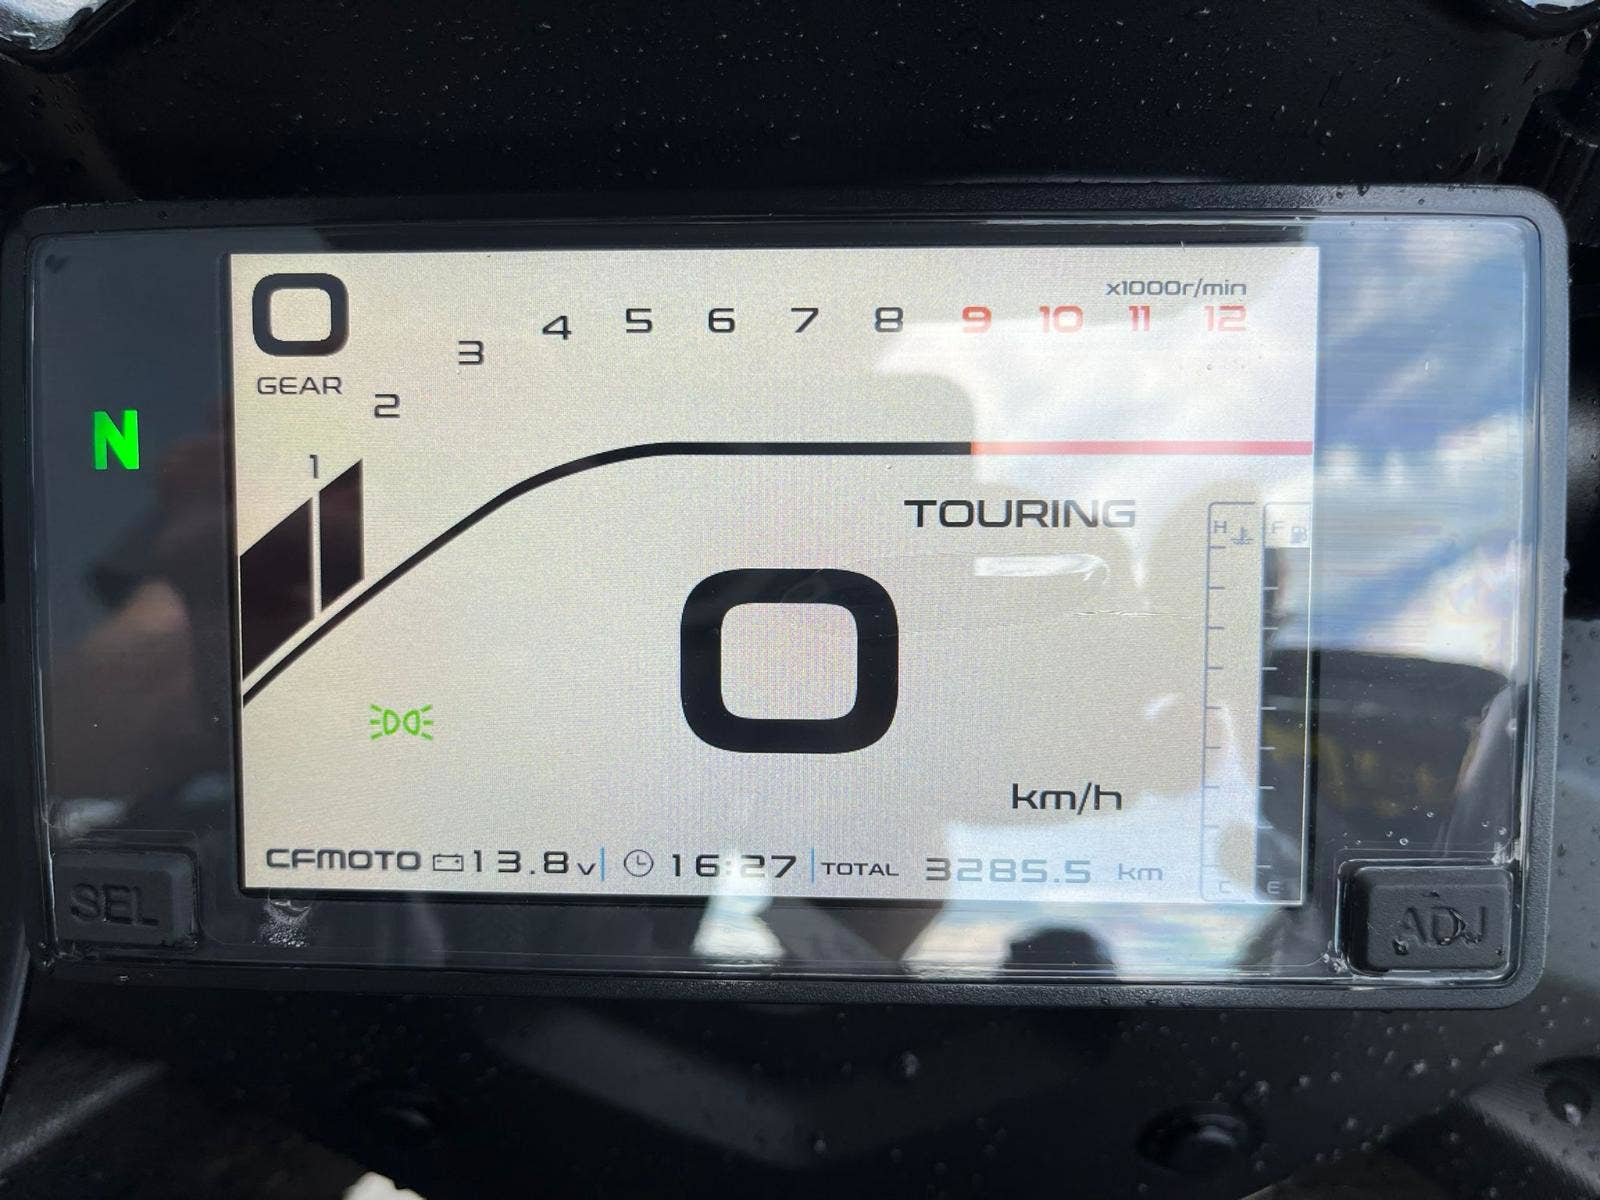 0
GEAR
N
x1000r/min
1 2 3 4 5 6 7 8 9 10 11 12
TOURING
H F
0
km/h
CFMOTO 13.8v 16:27 TOTAL 3285.5 km
C E
SEL
ADJ